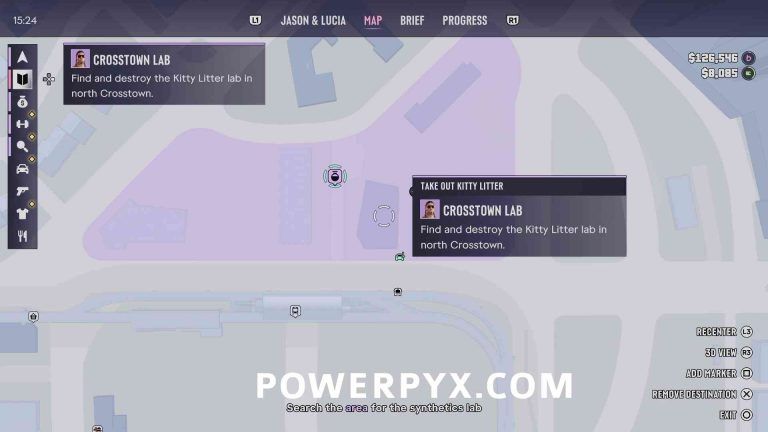 15:24
L1 JASON & LUCIA MAP BRIEF PROGRESS R1
CROSSTOWN LAB
Find and destroy the Kitty Litter lab in
north Crosstown.
$126,546
$8,085
TAKE OUT KITTY LITTER
CROSSTOWN LAB
Find and destroy the Kitty Litter lab in
north Crosstown.
RECENTER L3
3D VIEW R3
ADD MARKER
REMOVE DESTINATION
EXIT
POWERPYX.COM
Search the area for the synthetics lab